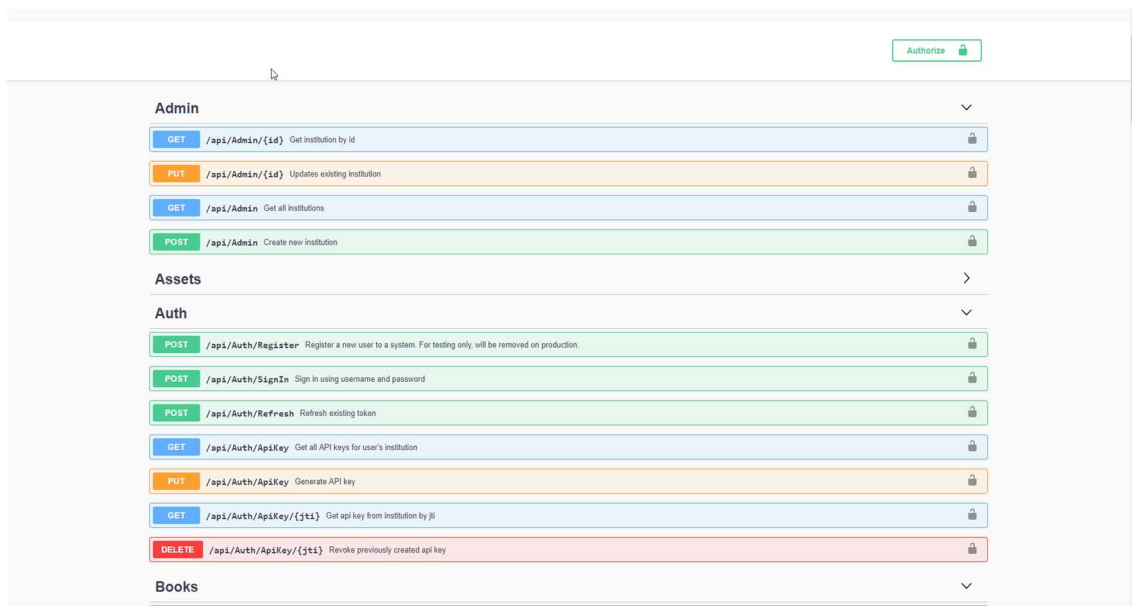 Authorize
Admin
GET /api/Admin/{id} Get institution by id
PUT /api/Admin/{id} Updates existing institution
GET /api/Admin Get all institutions
POST /api/Admin Create new institution
Assets
Auth
POST /api/Auth/Register Register a new user to a system. For testing only, will be removed on production.
POST /api/Auth/SignIn Sign in using username and password
POST /api/Auth/Refresh Refresh existing token
GET /api/Auth/ApiKey Get all API keys for user's institution
PUT /api/Auth/ApiKey Generate API key
GET /api/Auth/ApiKey/{jti} Get api key from institution by jti
DELETE /api/Auth/ApiKey/{jti} Revoke previously created api key
Books